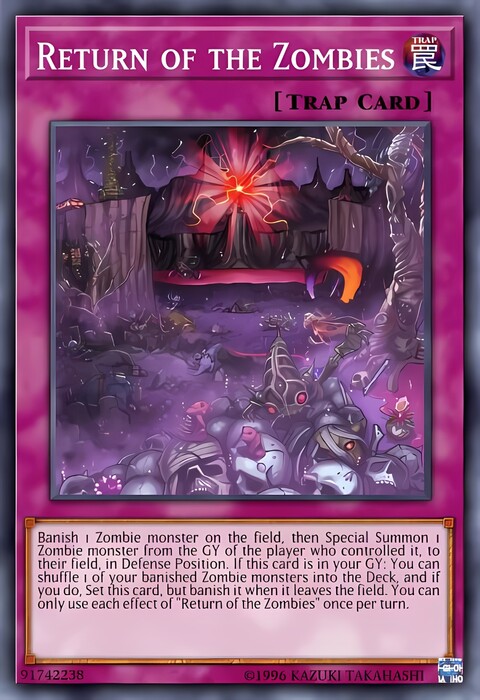 RETURN OF THE ZOMBIES
TRAP
罠
[TRAP CARD]
Banish 1 Zombie monster on the field, then Special Summon 1
Zombie monster from the GY of the player who controlled it, to
their field, in Defense Position. If this card is in your GY: You can
shuffle 1 of your banished Zombie monsters into the Deck, and if
you do, Set this card, but banish it when it leaves the field. You can
only use each effect of "Return of the Zombies" once per turn.
91742238
©1996 KAZUKI TAKAHASHI